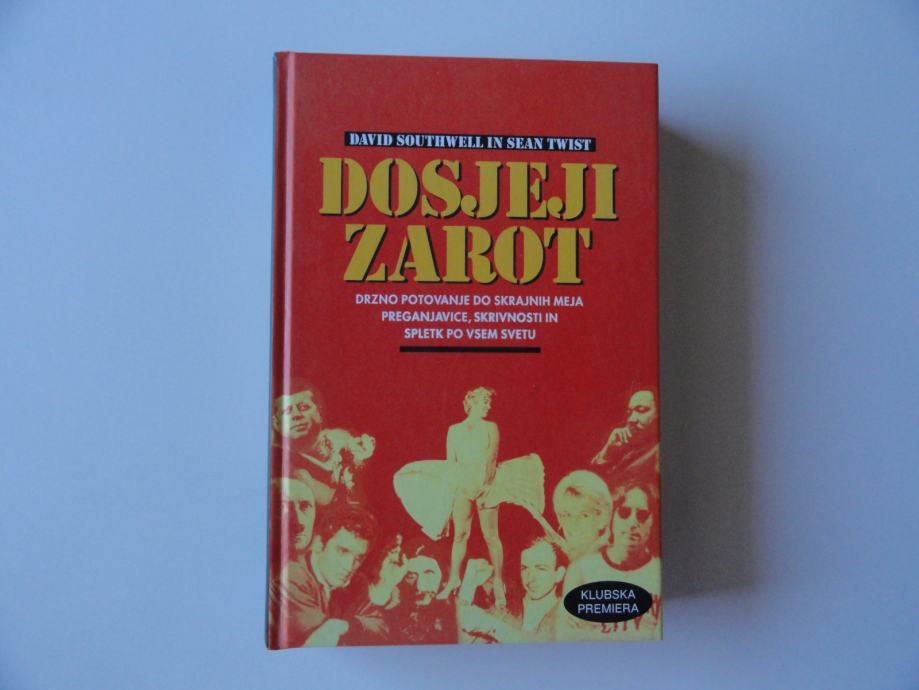 DAVID SOUTHWELL IN SEAN TWIST
DOSJEJI
ZAROT
DRZNO POTOVANJE DO SKRAJNIH MEJA
PREGANJAVICE, SKRIVNOSTI IN
SPLETK PO VSEM SVETU
KLUBSKA
PREMIERA